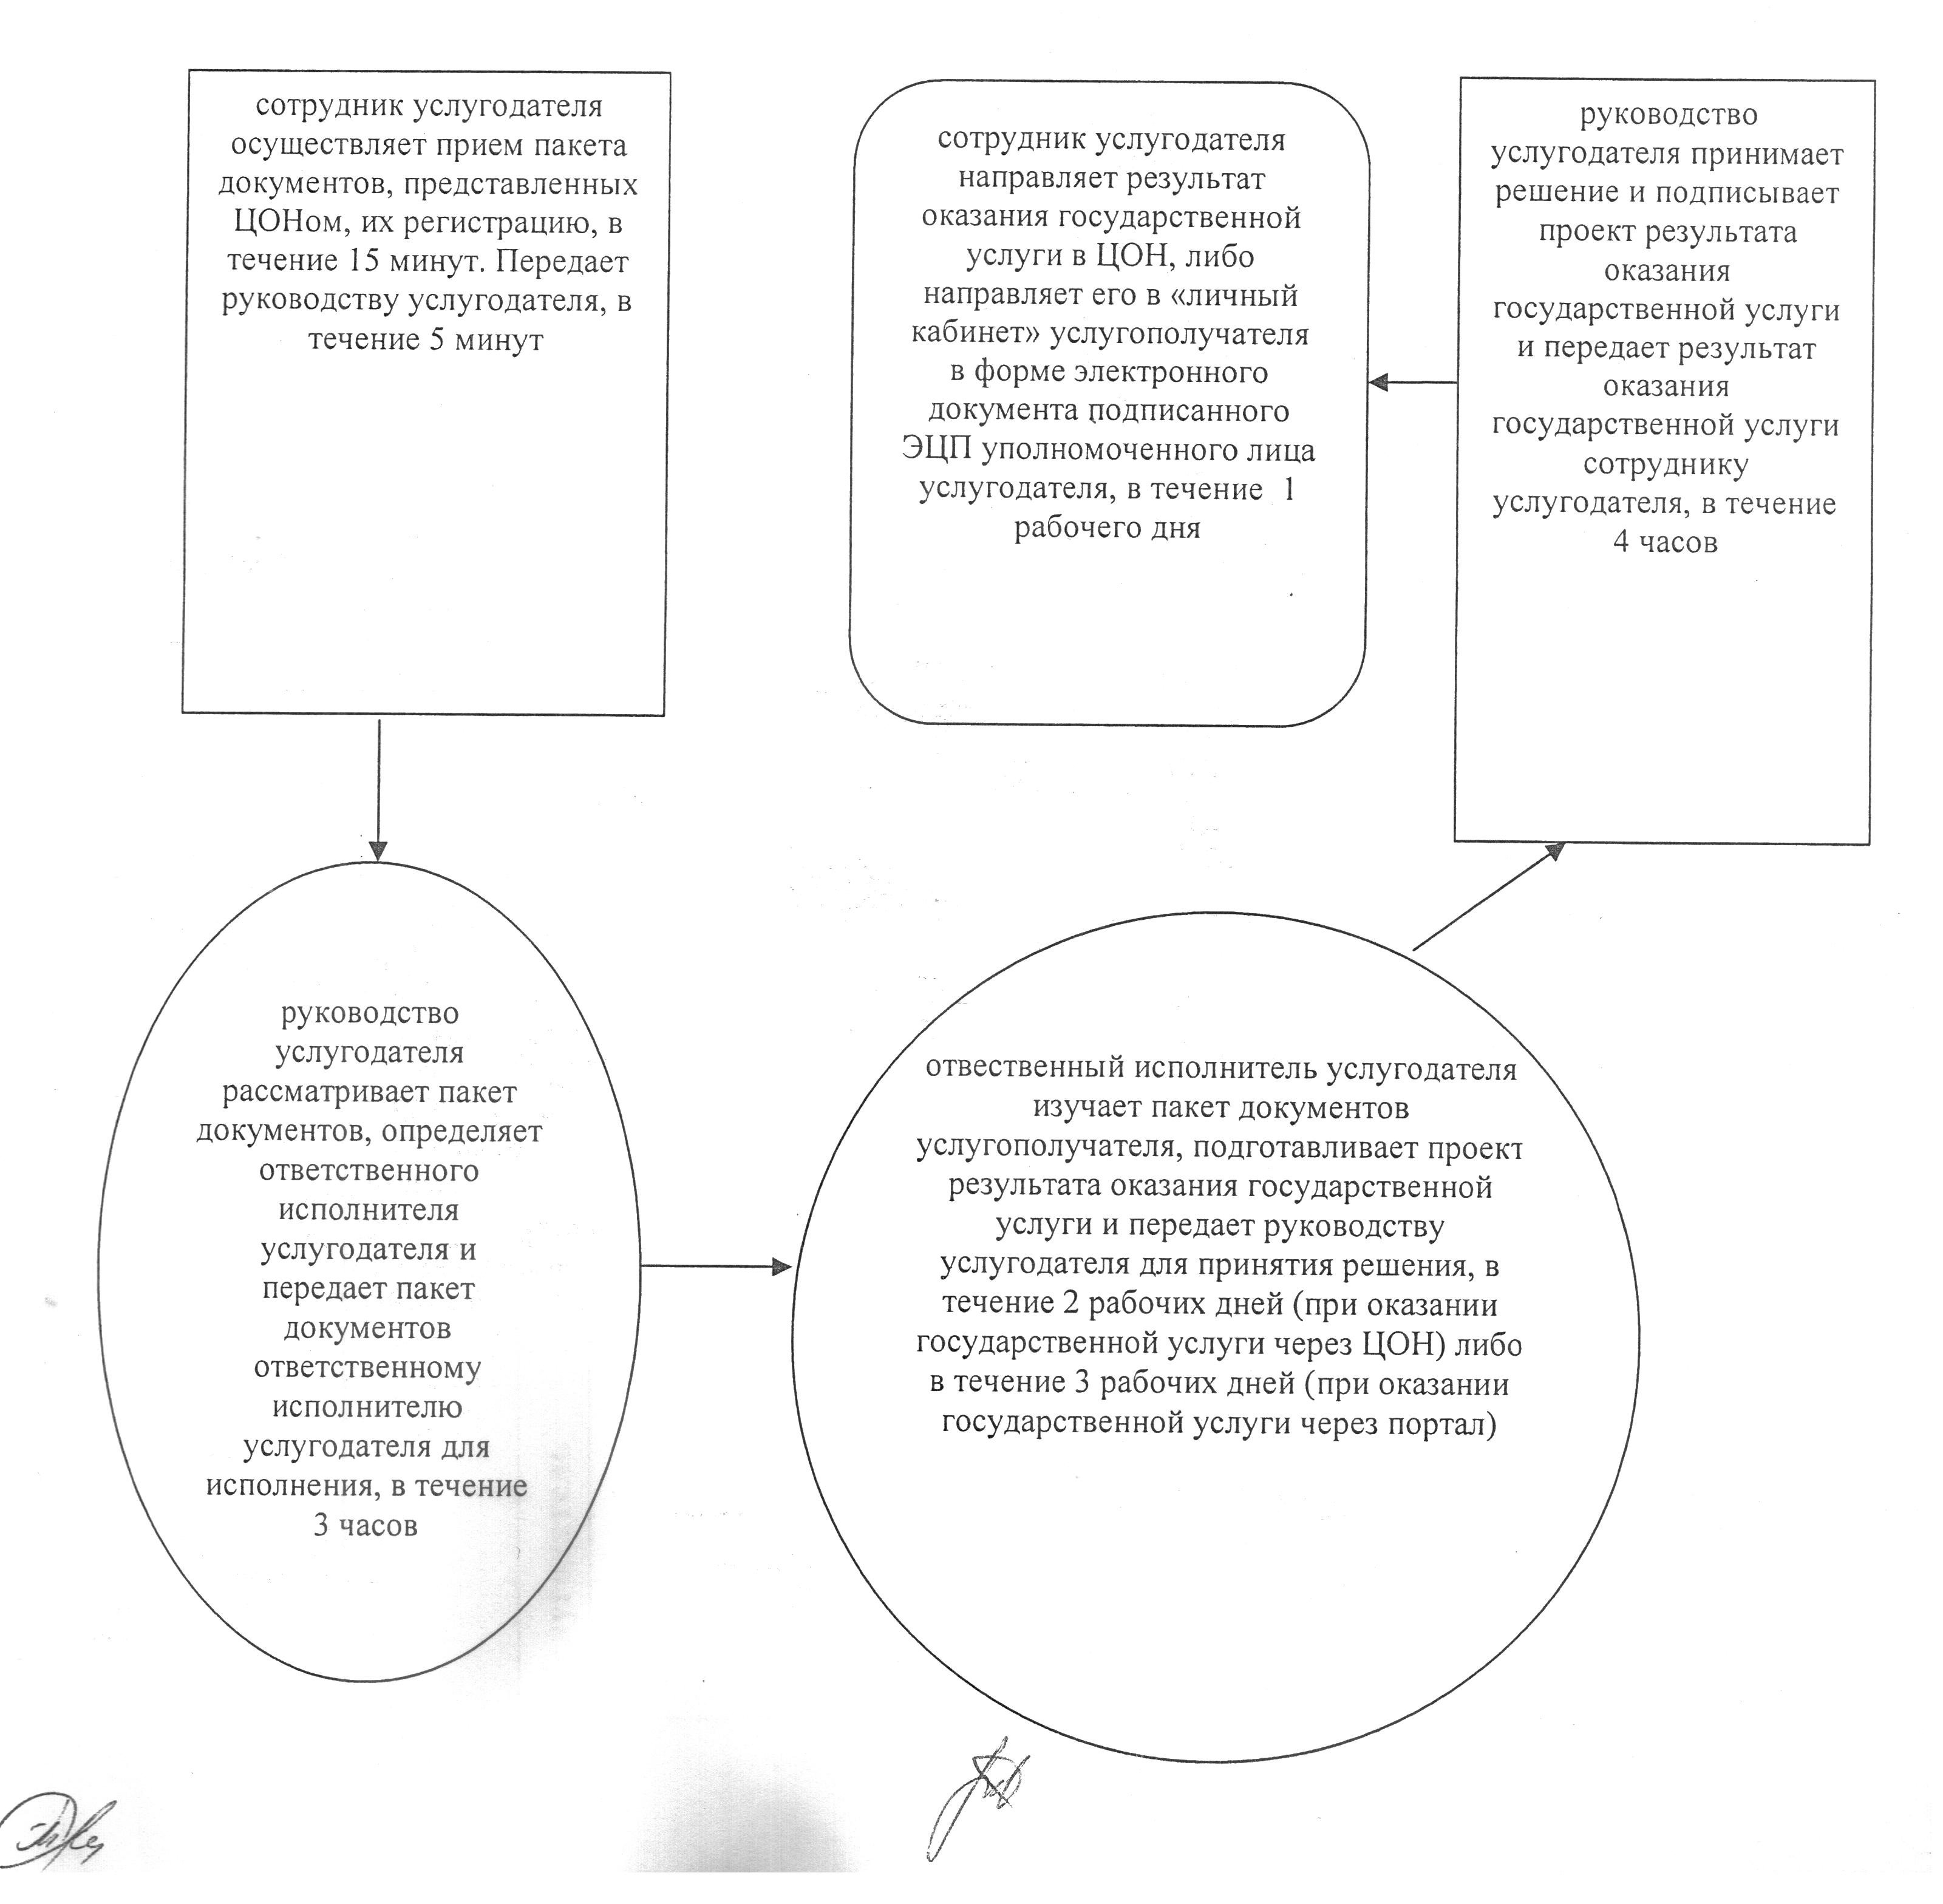 сотрудник услугодателя
осуществляет прием пакета
документов, представленных
ЦОНом, их регистрацию, в
течение 15 минут. Передает
руководству услугодателя, в
течение 5 минут
сотрудник услугодателя
направляет результат
оказания государственной
услуги в ЦОН, либо
направляет его в «личный
кабинет» услугополучателя
в форме электронного
документа подписанного
ЭЦП уполномоченного лица
услугодателя, в течение 1
рабочего дня
руководство
услугодателя принимает
решение и подписывает
проект результата
оказания
государственной услуги
и передает результат
оказания
государственной услуги
сотруднику
услугодателя, в течение
4 часов
руководство
услугодателя
рассматривает пакет
документов, определяет
ответственного
исполнителя
услугодателя и
передает пакет
документов
ответственному
исполнителю
услугодателя для
исполнения, в течение
3 часов
отвественный исполнитель услугодателя
изучает пакет документов
услугополучателя, подготавливает проект
результата оказания государственной
услуги и передает руководству
услугодателя для принятия решения, в
течение 2 рабочих дней (при оказании
государственной услуги через ЦОН) либо
в течение 3 рабочих дней (при оказании
государственной услуги через портал)